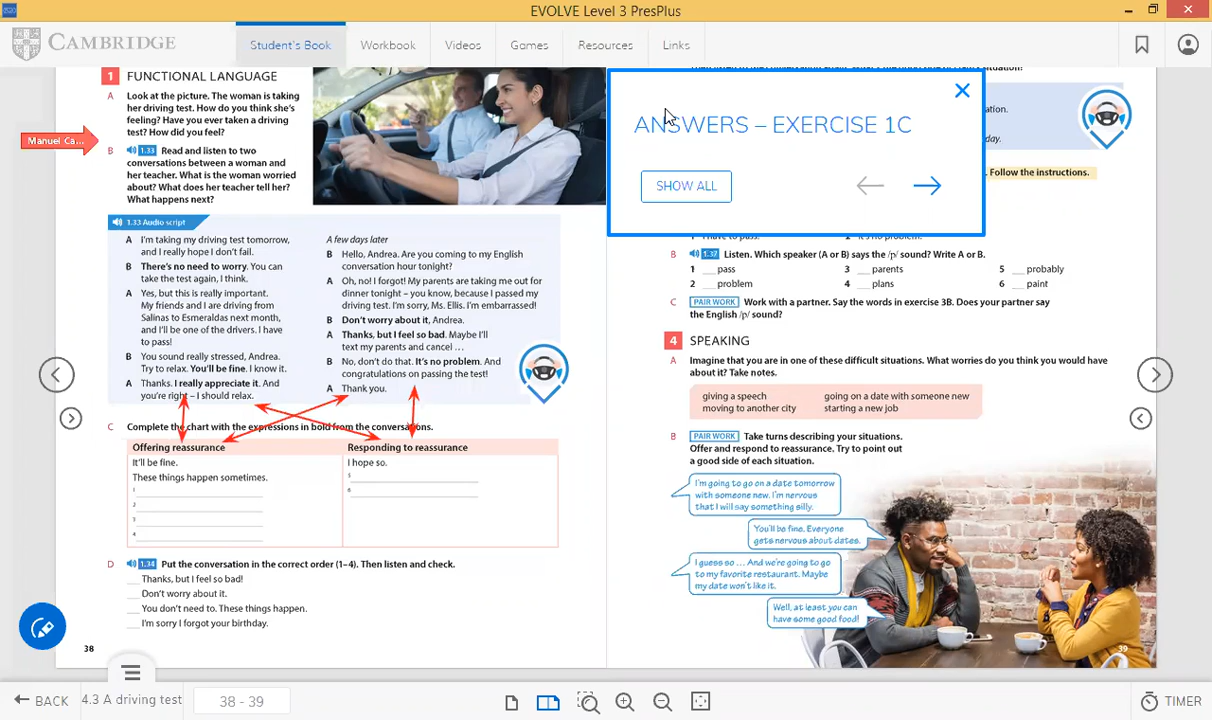 EVOLVE Level 3 PresPlus
CAMBRIDGE
Student's Book
Workbook
Videos
Games
Resources
Links
1 FUNCTIONAL LANGUAGE
A Look at the picture. The woman is taking
her driving test. How do you think she's
feeling? Have you ever taken a driving
test? How did you feel?
Manuel Ca...
B 1.33 Read and listen to two
conversations between a woman and
her teacher. What is the woman worried
about? What does her teacher tell her?
What happens next?
1.33 Audio script
A I'm taking my driving test tomorrow,
and I really hope I don't fail.
B There's no need to worry. You can
take the test again, I think.
A Yes, but this is really important.
My friends and I are driving from
Salinas to Esmeraldas next month,
and I'll be one of the drivers. I have
to pass!
B You sound really stressed, Andrea.
Try to relax. You'll be fine. I know it.
A Thanks. I really appreciate it. And
you're right – I should relax.
A few days later
B Hello, Andrea. Are you coming to my English
conversation hour tonight?
A Oh, no! I forgot! My parents are taking me out for
dinner tonight – you know, because I passed my
driving test. I'm sorry, Ms. Ellis. I'm embarrassed!
B Don't worry about it, Andrea.
A Thanks, but I feel so bad. Maybe I'll
text my parents and cancel ...
B No, don't do that. It's no problem. And
congratulations on passing the test!
A Thank you.
C Complete the chart with the expressions in bold from the conversations.
Offering reassurance
It'll be fine.
These things happen sometimes.
1
2
3
4
Responding to reassurance
I hope so.
5
6
D 1.34 Put the conversation in the correct order (1–4). Then listen and check.
Thanks, but I feel so bad!
Don't worry about it.
You don't need to. These things happen.
I'm sorry I forgot your birthday.
38
ANSWERS – EXERCISE 1C
SHOW ALL
ation.
day.
Follow the instructions.
B 1.37 Listen. Which speaker (A or B) says the /p/ sound? Write A or B.
1 ___ pass
2 ___ problem
3 ___ parents
4 ___ plans
5 ___ probably
6 ___ paint
C PAIR WORK Work with a partner. Say the words in exercise 3B. Does your partner say
the English /p/ sound?
4 SPEAKING
A Imagine that you are in one of these difficult situations. What worries do you think you would have
about it? Take notes.
giving a speech
moving to another city
going on a date with someone new
starting a new job
B PAIR WORK Take turns describing your situations.
Offer and respond to reassurance. Try to point out
a good side of each situation.
I'm going to go on a date tomorrow
with someone new. I'm nervous
that I will say something silly.
You'll be fine. Everyone
gets nervous about dates.
I guess so ... And we're going to
go to my favorite restaurant. Maybe
my date won't like it.
Well, at least you can
have some good food!
39
BACK
4.3 A driving test
38 - 39
TIMER